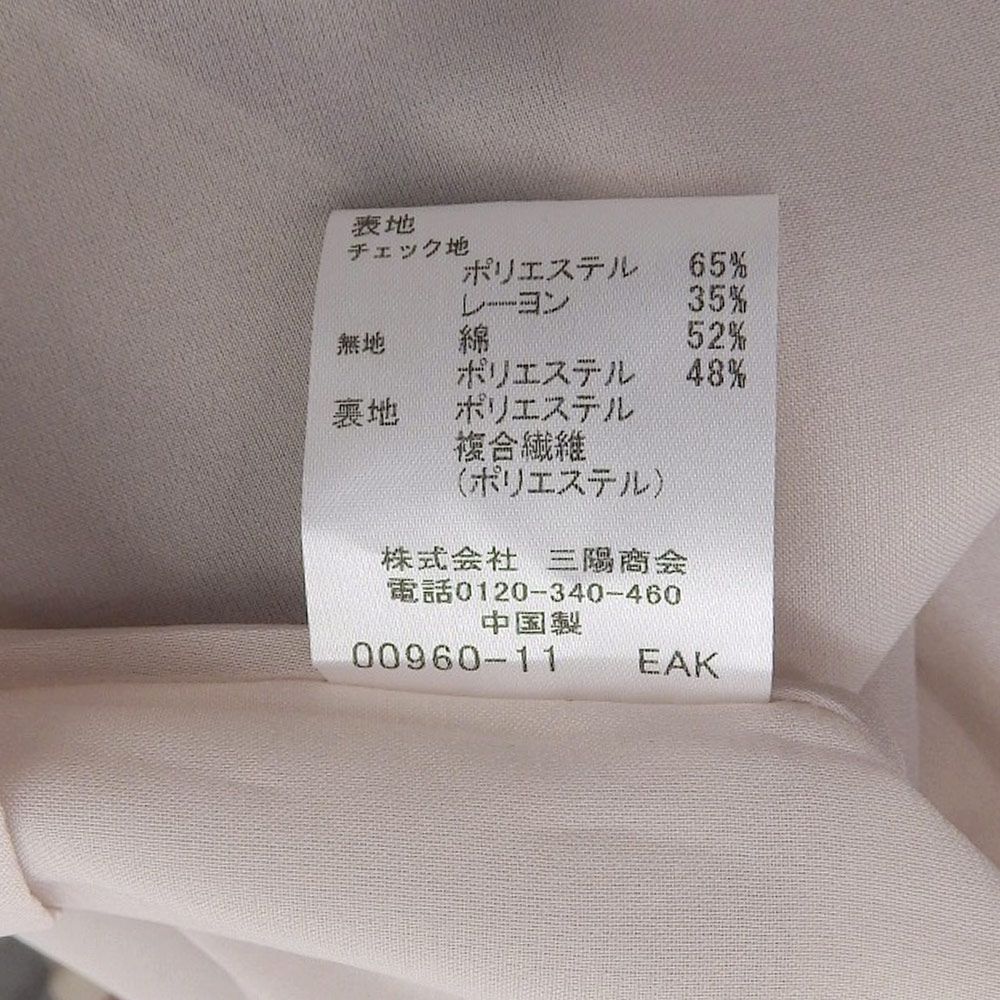 表地
チェック地
ポリエステル 65%
レーヨン 35%
無地 綿 52%
ポリエステル 48%
裏地 ポリエステル
複合繊維
(ポリエステル)
株式会社 三陽商会
電話0120-340-460
中国製
00960-11 EAK